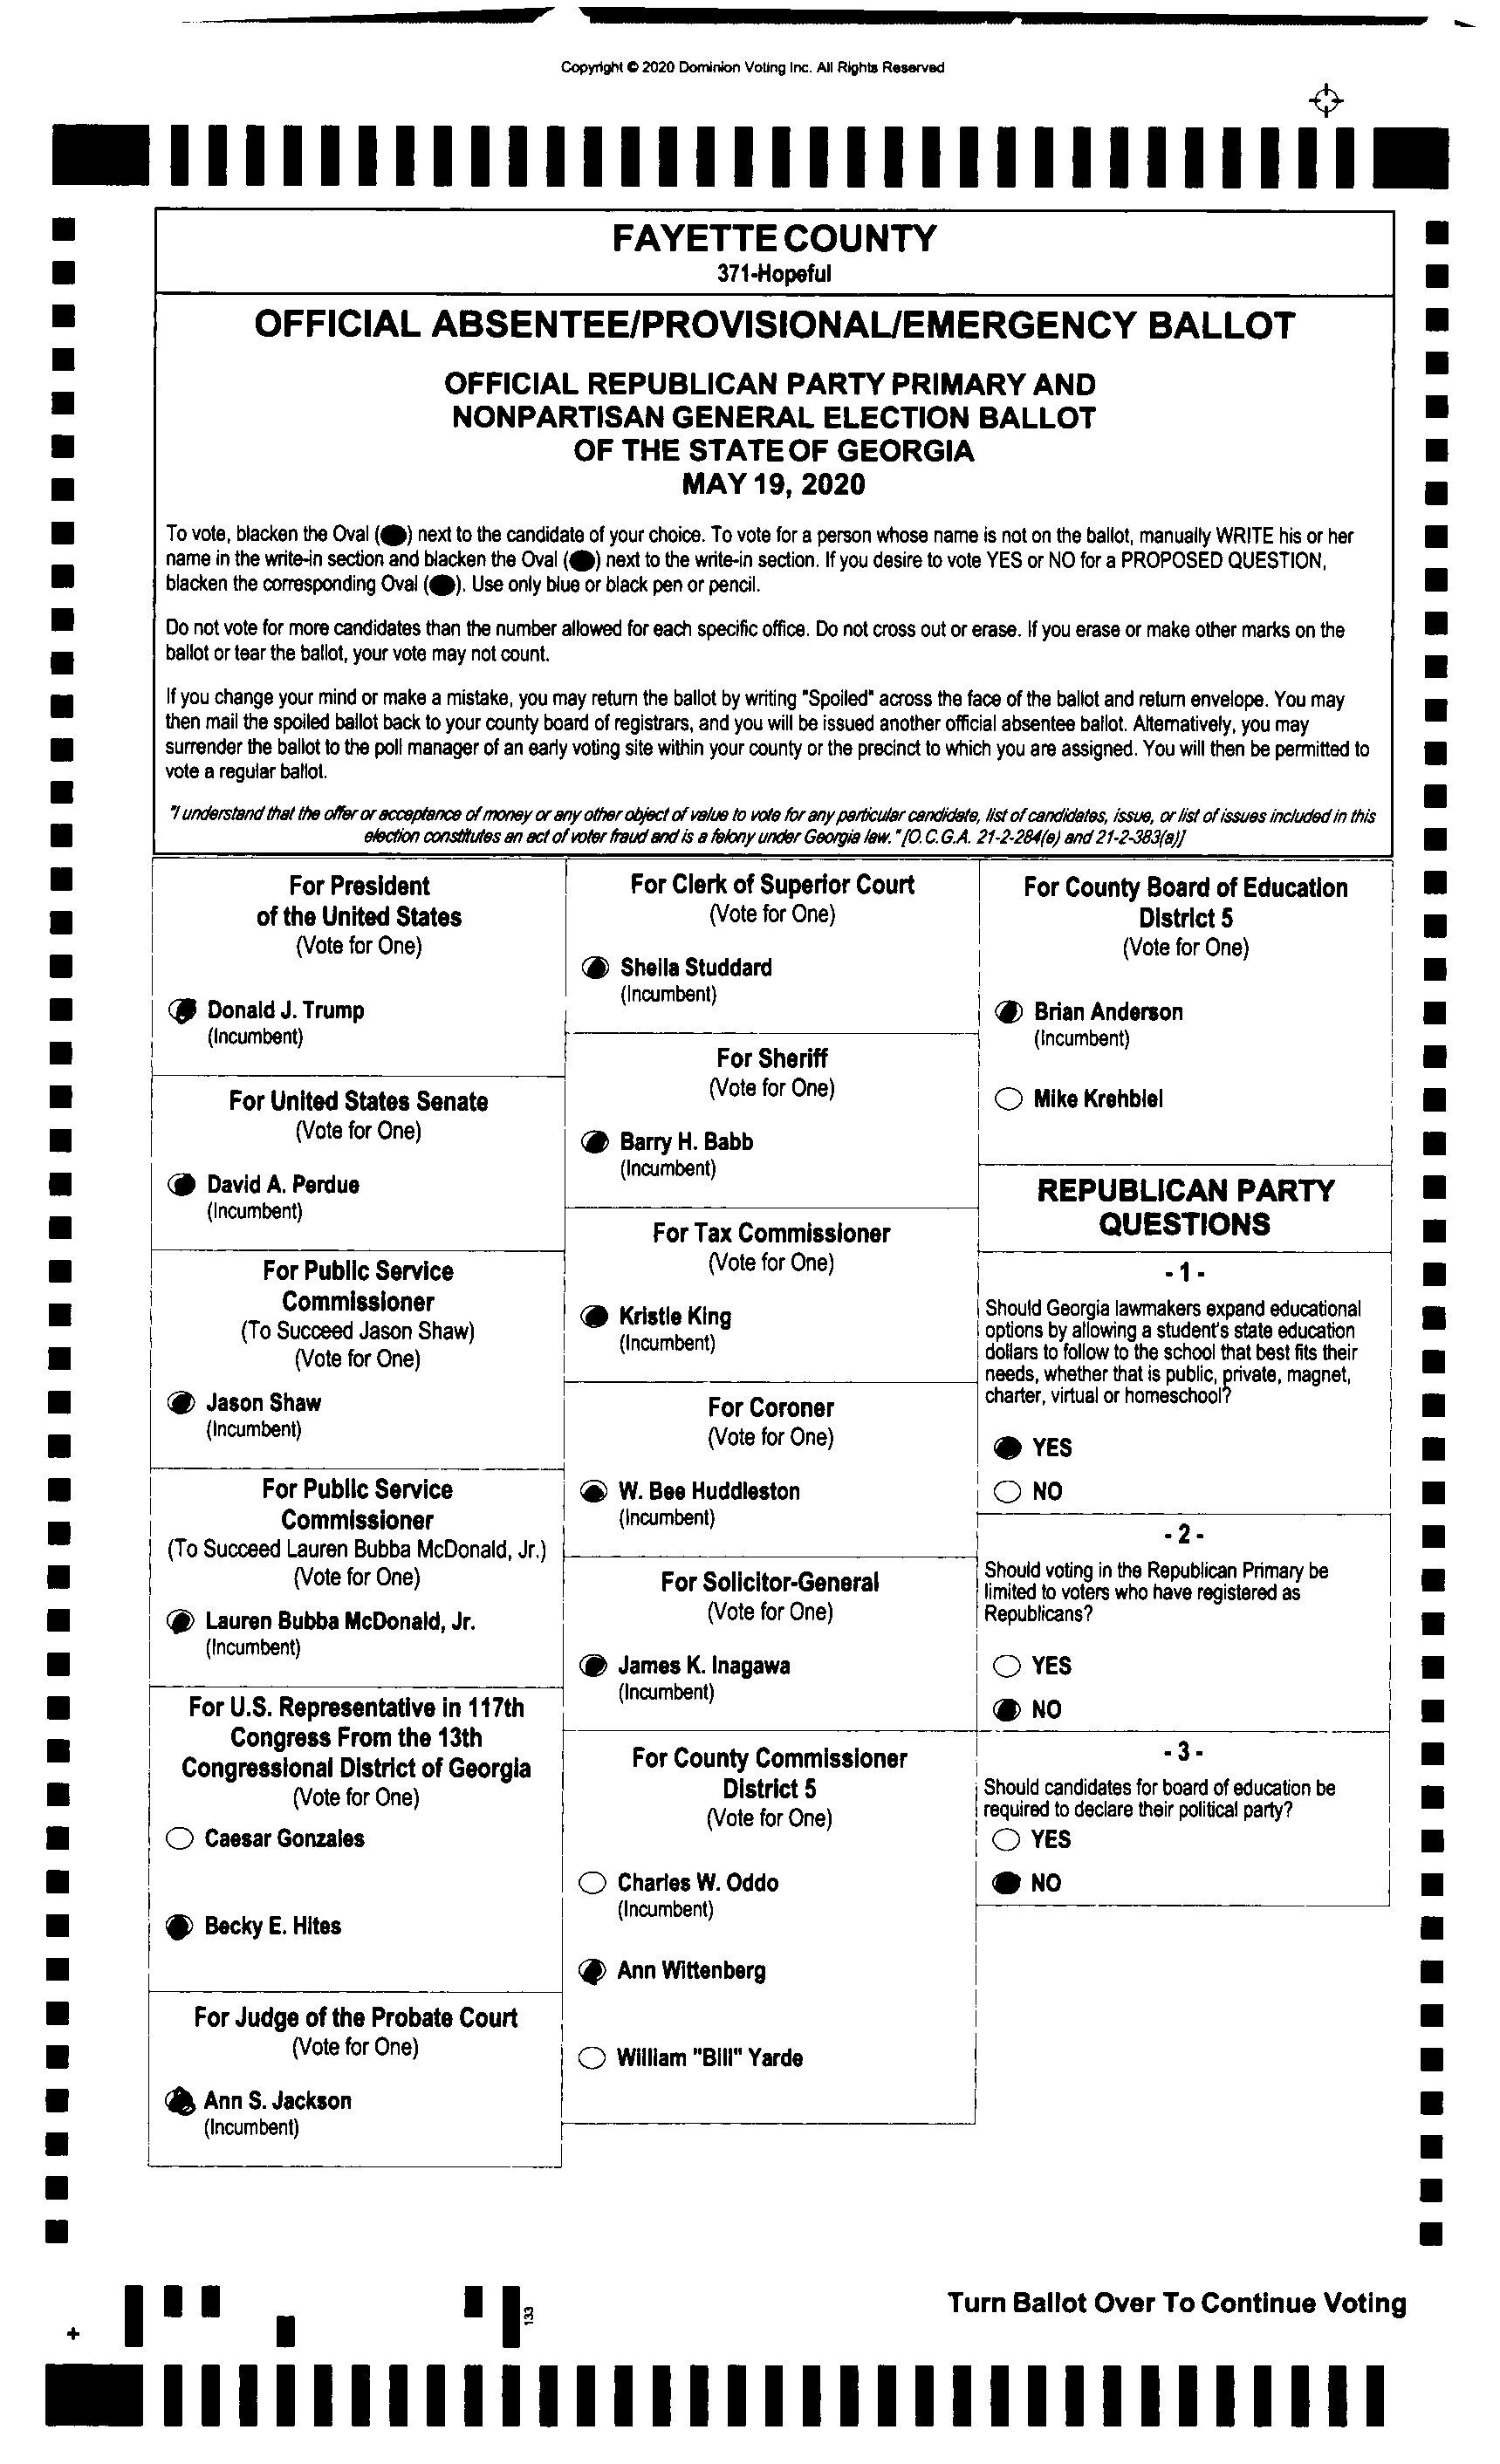 Copyright © 2020 Dominion Voting Inc. All Rights Reserved
FAYETTE COUNTY
371-Hopeful
OFFICIAL ABSENTEE/PROVISIONAL/EMERGENCY BALLOT
OFFICIAL REPUBLICAN PARTY PRIMARY AND
NONPARTISAN GENERAL ELECTION BALLOT
OF THE STATE OF GEORGIA
MAY 19, 2020
To vote, blacken the Oval ( ) next to the candidate of your choice. To vote for a person whose name is not on the ballot, manually WRITE his or her
name in the write-in section and blacken the Oval ( ) next to the write-in section. If you desire to vote YES or NO for a PROPOSED QUESTION,
blacken the corresponding Oval ( ). Use only blue or black pen or pencil.
Do not vote for more candidates than the number allowed for each specific office. Do not cross out or erase. If you erase or make other marks on the
ballot or tear the ballot, your vote may not count.
If you change your mind or make a mistake, you may return the ballot by writing "Spoiled" across the face of the ballot and return envelope. You may
then mail the spoiled ballot back to your county board of registrars, and you will be issued another official absentee ballot. Alternatively, you may
surrender the ballot to the poll manager of an early voting site within your county or the precinct to which you are assigned. You will then be permitted to
vote a regular ballot.
"I understand that the offer or acceptance of money or any other object of value to vote for any particular candidate, list of candidates, issue, or list of issues included in this
election constitutes an act of voter fraud and is a felony under Georgia law." [O.C.G.A. 21-2-284(e) and 21-2-383(a)]
For President
of the United States
(Vote for One)
Donald J. Trump
(Incumbent)
For United States Senate
(Vote for One)
David A. Perdue
(Incumbent)
For Public Service
Commissioner
(To Succeed Jason Shaw)
(Vote for One)
Jason Shaw
(Incumbent)
For Public Service
Commissioner
(To Succeed Lauren Bubba McDonald, Jr.)
(Vote for One)
Lauren Bubba McDonald, Jr.
(Incumbent)
For U.S. Representative in 117th
Congress From the 13th
Congressional District of Georgia
(Vote for One)
Caesar Gonzales
Becky E. Hites
For Judge of the Probate Court
(Vote for One)
Ann S. Jackson
(Incumbent)
For Clerk of Superior Court
(Vote for One)
Sheila Studdard
(Incumbent)
For Sheriff
(Vote for One)
Barry H. Babb
(Incumbent)
For Tax Commissioner
(Vote for One)
Kristie King
(Incumbent)
For Coroner
(Vote for One)
W. Bee Huddleston
(Incumbent)
For Solicitor-General
(Vote for One)
James K. Inagawa
(Incumbent)
For County Commissioner
District 5
(Vote for One)
Charles W. Oddo
(Incumbent)
Ann Wittenberg
William "Bill" Yarde
For County Board of Education
District 5
(Vote for One)
Brian Anderson
(Incumbent)
Mike Krehbiel
REPUBLICAN PARTY
QUESTIONS
- 1 -
Should Georgia lawmakers expand educational
options by allowing a student's state education
dollars to follow to the school that best fits their
needs, whether that is public, private, magnet,
charter, virtual or homeschool?
YES
NO
- 2 -
Should voting in the Republican Primary be
limited to voters who have registered as
Republicans?
YES
NO
- 3 -
Should candidates for board of education be
required to declare their political party?
YES
NO
Turn Ballot Over To Continue Voting
133